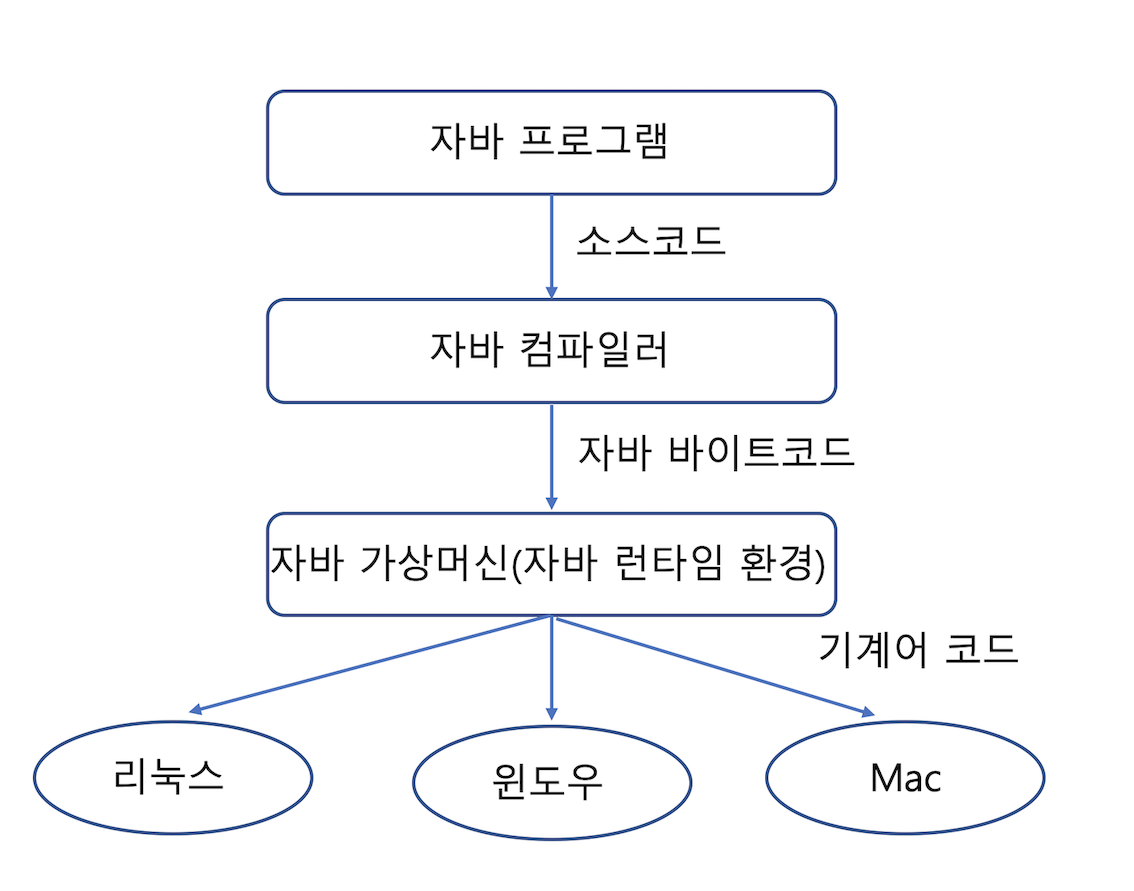 자바 프로그램
소스코드
자바 컴파일러
자바 바이트코드
자바 가상머신(자바 런타임 환경)
기계어 코드
리눅스
윈도우
Mac